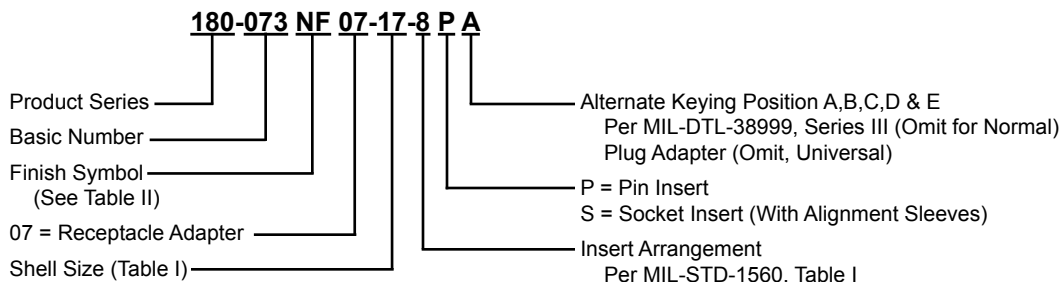 180-073 NF 07-17-8 P A
Product Series
Basic Number
Finish Symbol
(See Table II)
07 = Receptacle Adapter
Shell Size (Table I)
Alternate Keying Position A,B,C,D & E
Per MIL-DTL-38999, Series III (Omit for Normal)
Plug Adapter (Omit, Universal)
P = Pin Insert
S = Socket Insert (With Alignment Sleeves)
Insert Arrangement
Per MIL-STD-1560, Table I